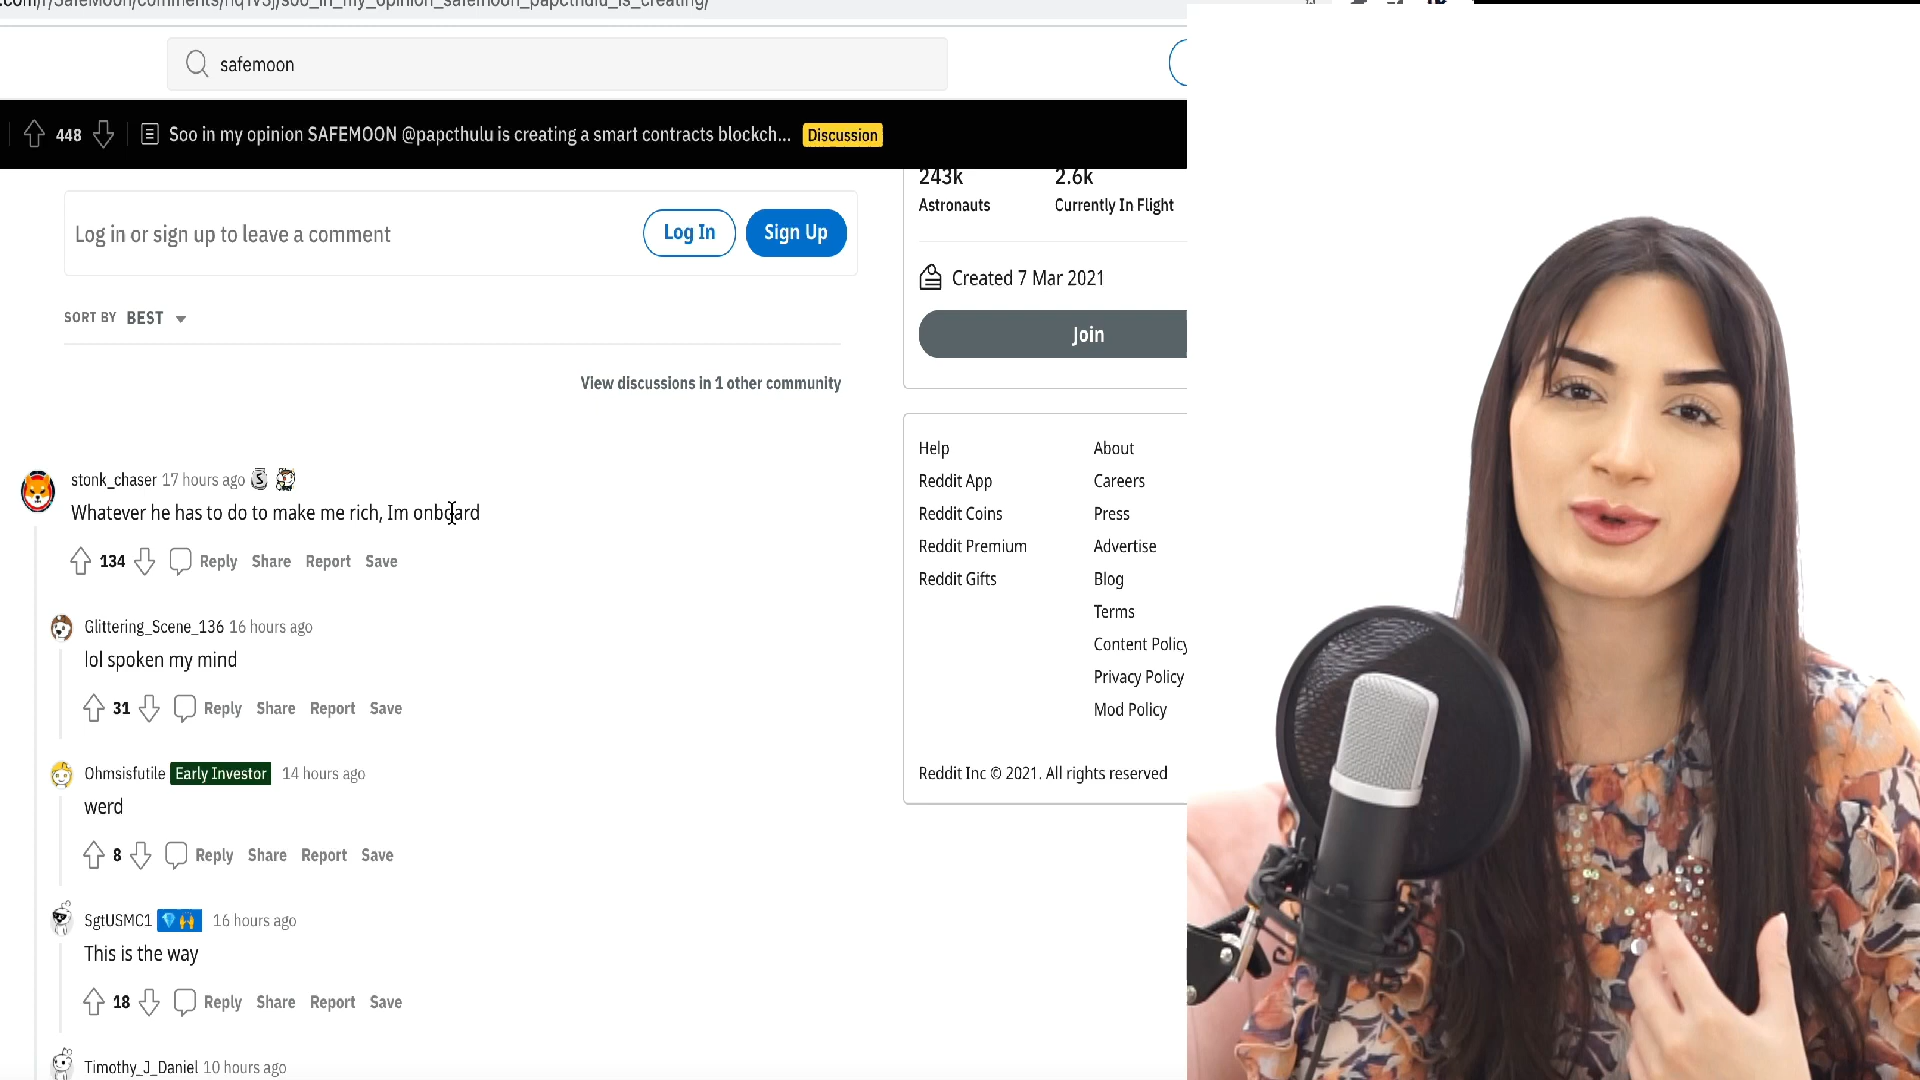 .com/r/SafeMoon/comments/nq1v3j/soo_in_my_opinion_safemoon_papcthulu_is_creating/
safemoon
448 Soo in my opinion SAFEMOON @papcthulu is creating a smart contracts blockch... Discussion
243k 2.6k
Astronauts Currently In Flight
Log in or sign up to leave a comment Log In Sign Up
Created 7 Mar 2021
SORT BY BEST
Join
View discussions in 1 other community
Help About
Reddit App Careers
Reddit Coins Press
Reddit Premium Advertise
Reddit Gifts Blog
Terms
Content Policy
Privacy Policy
Mod Policy
Reddit Inc © 2021. All rights reserved
stonk_chaser 17 hours ago
Whatever he has to do to make me rich, Im onboard
134 Reply Share Report Save
Glittering_Scene_136 16 hours ago
lol spoken my mind
31 Reply Share Report Save
Ohmsisfutile Early Investor 14 hours ago
werd
8 Reply Share Report Save
SgtUSMC1 16 hours ago
This is the way
18 Reply Share Report Save
Timothy_J_Daniel 10 hours ago